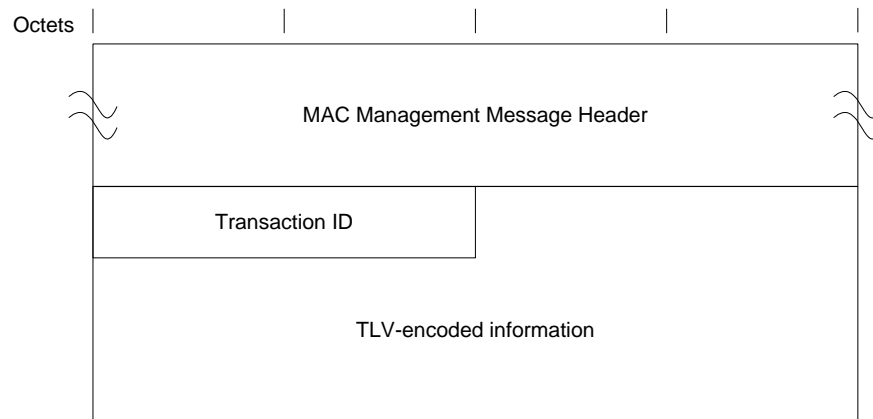 Octets
MAC Management Message Header
Transaction ID
TLV-encoded information